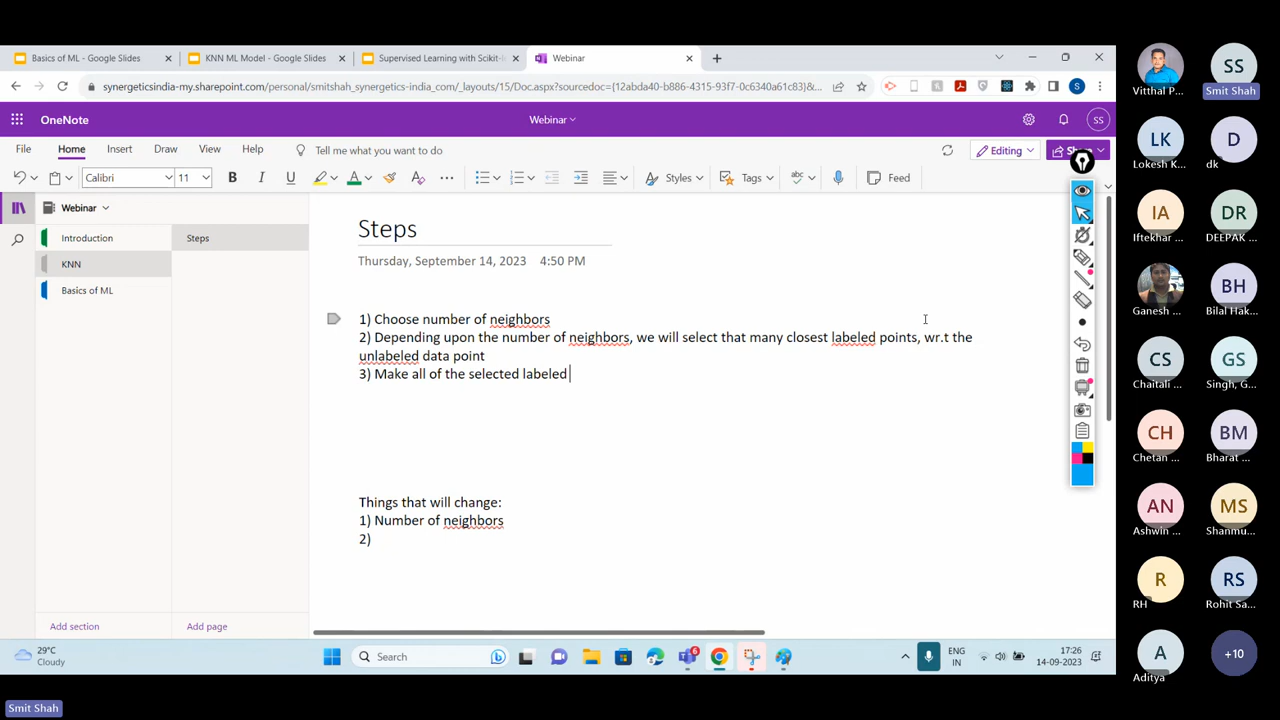 Basics of ML - Google Slides
KNN ML Model - Google Slides
Supervised Learning with Scikit-
Webinar
synergeticsindia-my.sharepoint.com/personal/smitshah_synergetics-india_com/_layouts/15/Doc.aspx?sourcedoc={12abda40-b886-4315-93f7-0c6340a61c83}&...
S
OneNote
Webinar
SS
File
Home
Insert
Draw
View
Help
Tell me what you want to do
Editing
Calibri
11
B
I
U
A
Styles
Tags
abc
Feed
Webinar
Introduction
KNN
Basics of ML
Steps
Add section
Add page
Steps
Thursday, September 14, 2023 4:50 PM
1) Choose number of neighbors
2) Depending upon the number of neighbors, we will select that many closest labeled points, wr.t the
unlabeled data point
3) Make all of the selected labeled
Things that will change:
1) Number of neighbors
2)
29°C
Cloudy
Search
6
ENG
IN
17:26
14-09-2023
Vitthal P...
SS
Smit Shah
LK
Lokesh K...
D
dk
IA
Iftekhar ...
DR
DEEPAK ...
Ganesh ...
BH
Bilal Hak...
CS
Chaitali ...
GS
Singh, G...
CH
Chetan ...
BM
Bharat ...
AN
Ashwin ...
MS
Shanmu...
R
RH
RS
Rohit Sa...
A
Aditya
+10
Smit Shah